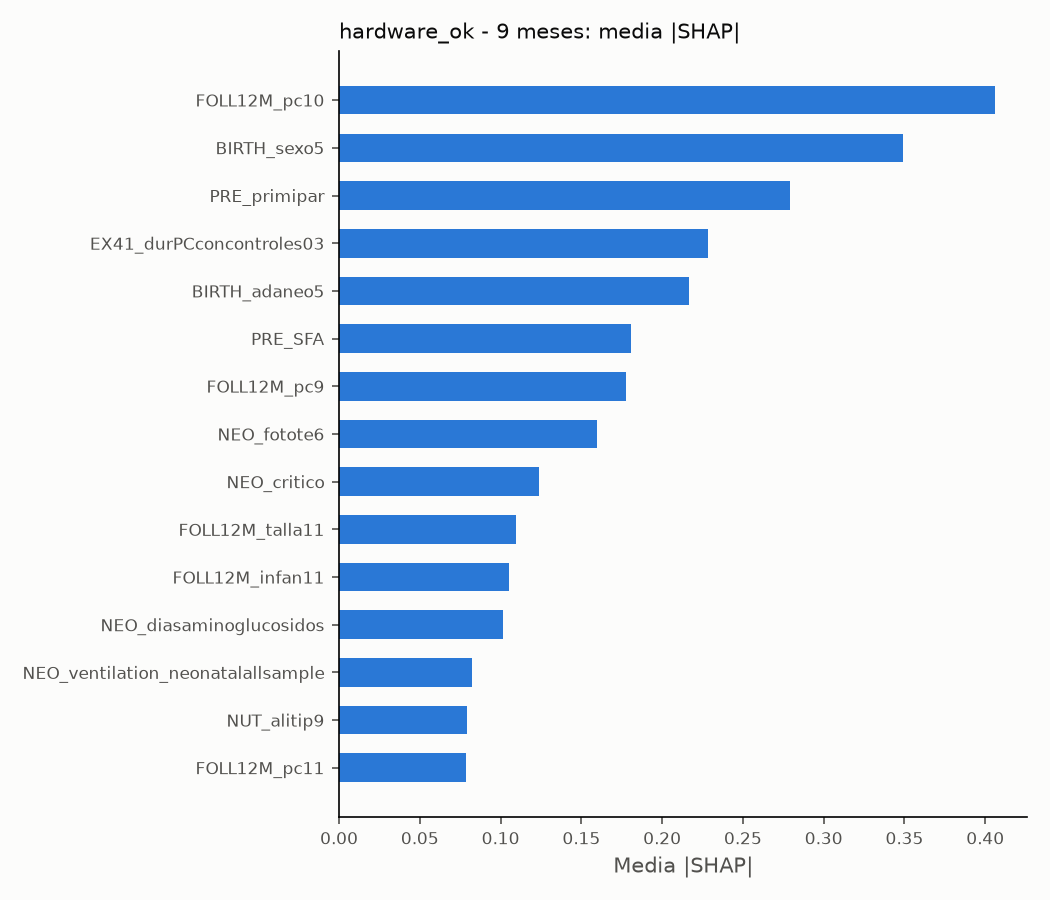 hardware_ok - 9 meses: media |SHAP|
FOLL12M_pc10
BIRTH_sexo5
PRE_primipar
EX41_durPCconcontroles03
BIRTH_adaneo5
PRE_SFA
FOLL12M_pc9
NEO_fotote6
NEO_critico
FOLL12M_talla11
FOLL12M_infan11
NEO_diasaminoglucosidos
NEO_ventilation_neonatalallsample
NUT_alitip9
FOLL12M_pc11
0.00 0.05 0.10 0.15 0.20 0.25 0.30 0.35 0.40
Media |SHAP|